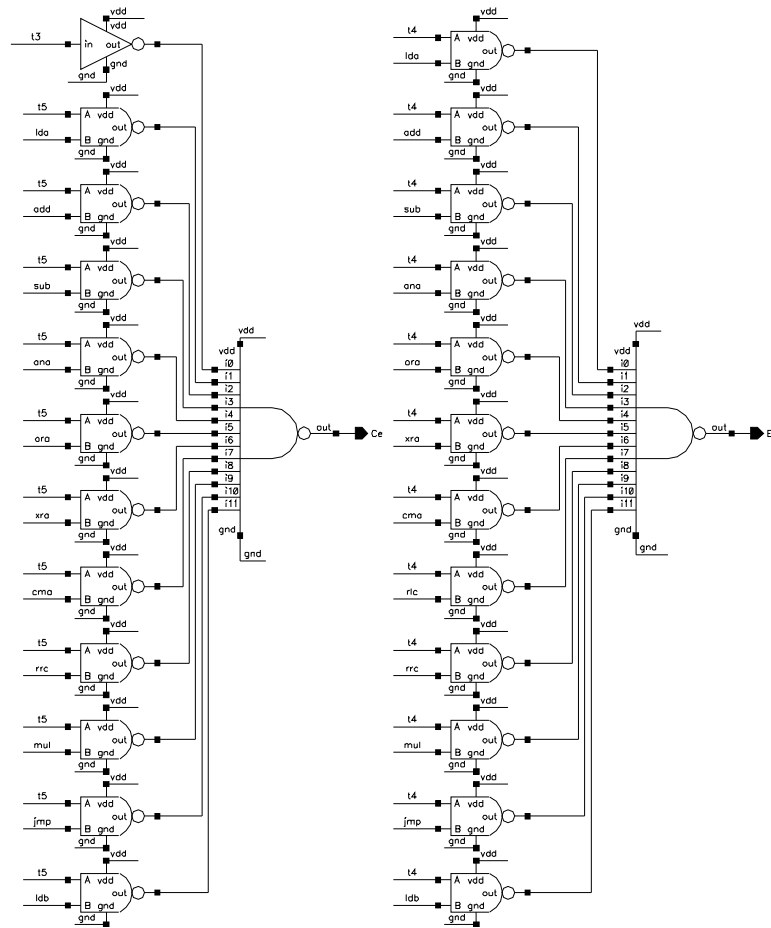 vdd
t3 in vdd out
gnd gnd
vdd
t5 A vdd
out
lda B gnd
gnd
vdd
t5 A vdd
out
add B gnd
gnd
vdd
t5 A vdd
out
sub B gnd
gnd
vdd
t5 A vdd
out
ana B gnd
gnd
vdd
t5 A vdd
out
ora B gnd
gnd
vdd
t5 A vdd
out
xra B gnd
gnd
vdd
t5 A vdd
out
cma B gnd
gnd
vdd
t5 A vdd
out
rrc B gnd
gnd
vdd
t5 A vdd
out
mul B gnd
gnd
vdd
t5 A vdd
out
jmp B gnd
gnd
vdd
t5 A vdd
out
ldb B gnd
gnd
vdd
vdd
i0
i1
i2
i3
i4
i5
i6
i7
i8
i9
i10
i11
gnd
gnd
out Ce
vdd
t4 A vdd
out
lda B gnd
gnd
vdd
t4 A vdd
out
add B gnd
gnd
vdd
t4 A vdd
out
sub B gnd
gnd
vdd
t4 A vdd
out
ana B gnd
gnd
vdd
t4 A vdd
out
ora B gnd
gnd
vdd
t4 A vdd
out
xra B gnd
gnd
vdd
t4 A vdd
out
cma B gnd
gnd
vdd
t4 A vdd
out
rlc B gnd
gnd
vdd
t4 A vdd
out
rrc B gnd
gnd
vdd
t4 A vdd
out
mul B gnd
gnd
vdd
t4 A vdd
out
jmp B gnd
gnd
vdd
t4 A vdd
out
ldb B gnd
gnd
vdd
vdd
i0
i1
i2
i3
i4
i5
i6
i7
i8
i9
i10
i11
gnd
gnd
out E